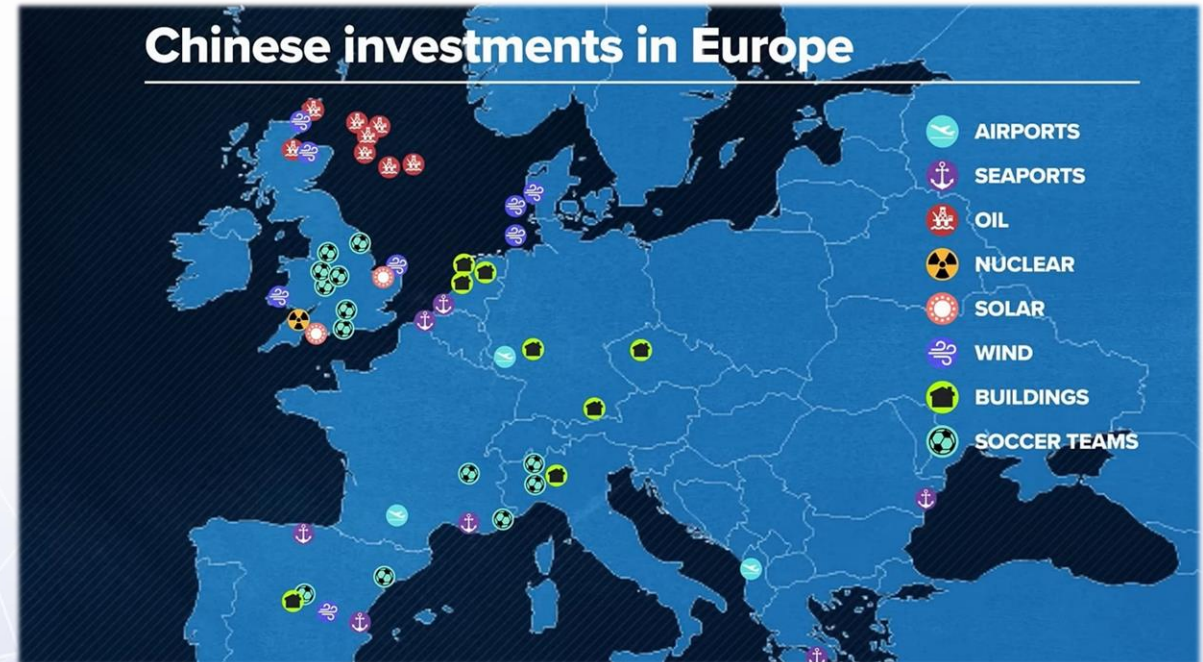 Chinese investments in Europe
AIRPORTS
SEAPORTS
OIL
NUCLEAR
SOLAR
WIND
BUILDINGS
SOCCER TEAMS